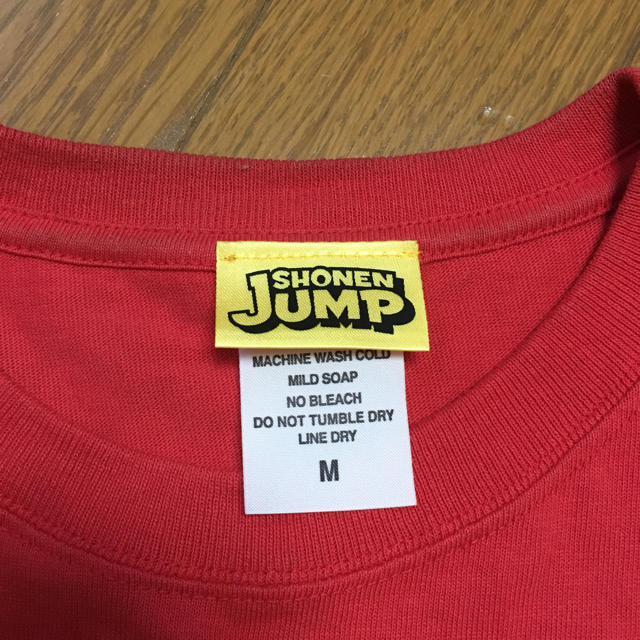 SHONEN
JUMP
MACHINE WASH COLD
MILD SOAP
NO BLEACH
DO NOT TUMBLE DRY
LINE DRY
M